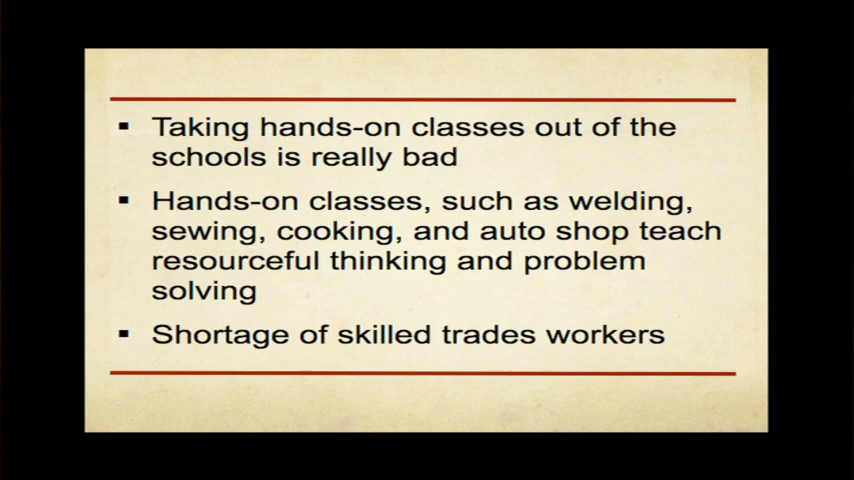 ▪ Taking hands-on classes out of the
schools is really bad
▪ Hands-on classes, such as welding,
sewing, cooking, and auto shop teach
resourceful thinking and problem
solving
▪ Shortage of skilled trades workers